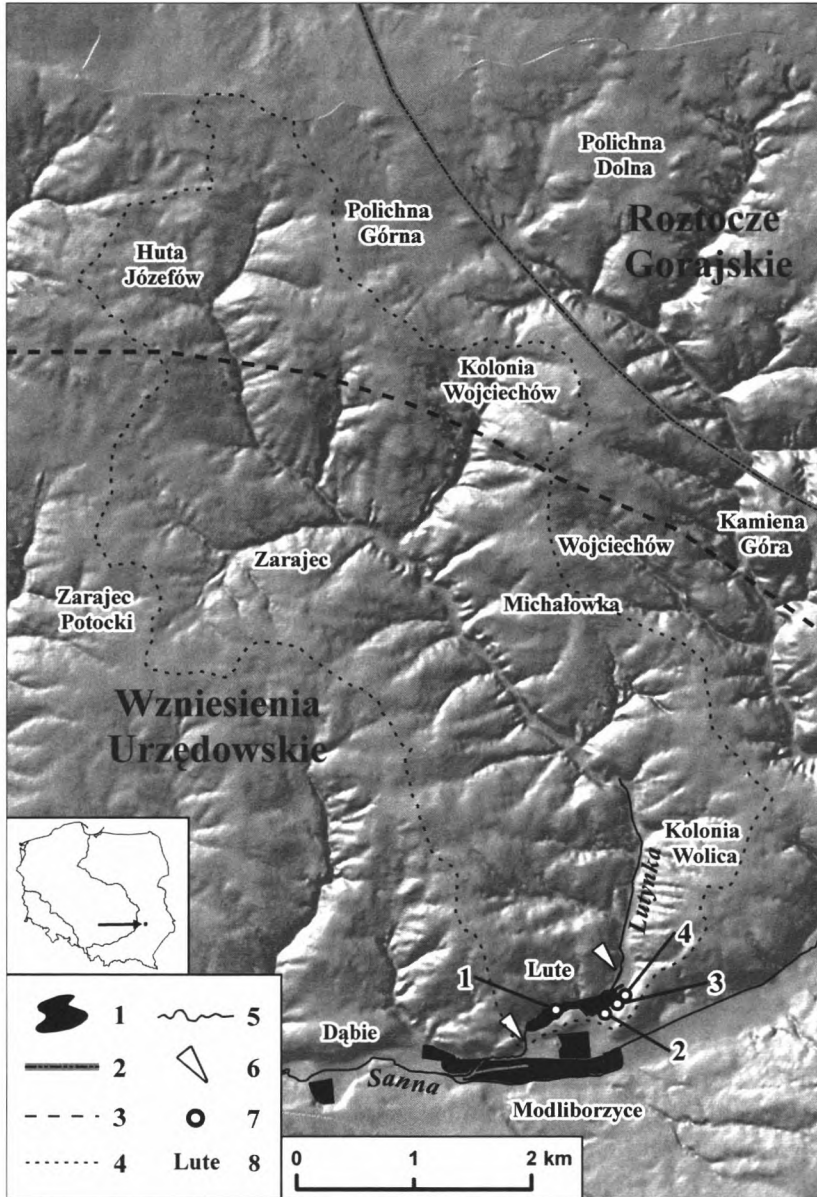 Polichna
Dolna
Roztocze
Gorajskie
Polichna
Górna
Huta
Józefów
Kolonia
Wojciechów
Kamiena
Góra
Wojciechów
Zarajec
Michałowka
Zarajec
Potocki
Wzniesienia
Urzędowskie
Kolonia
Wolica
Lutynka
4
1
Lute
3
2
Dąbie
Sanna
Modliborzyce
1
5
2
6
3
7
4
Lute
8
0
1
2 km